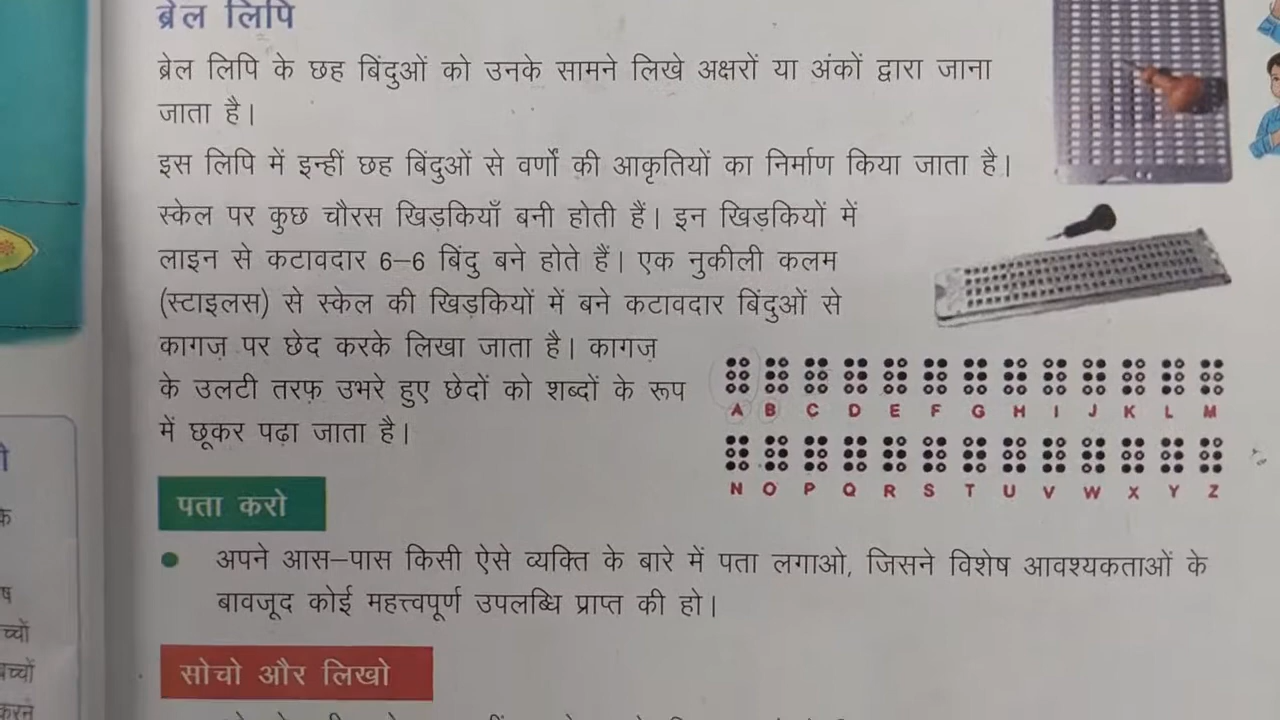 ब्रेल लिपि
ब्रेल लिपि के छह बिंदुओं को उनके सामने लिखे अक्षरों या अंकों द्वारा जाना
जाता है।
इस लिपि में इन्हीं छह बिंदुओं से वर्णों की आकृतियों का निर्माण किया जाता है।
स्केल पर कुछ चौरस खिड़कियाँ बनी होती हैं। इन खिड़कियों में
लाइन से कटावदार 6–6 बिंदु बने होते हैं। एक नुकीली कलम
(स्टाइलस) से स्केल की खिड़कियों में बने कटावदार बिंदुओं से
कागज़ पर छेद करके लिखा जाता है। कागज़
के उलटी तरफ़ उभरे हुए छेदों को शब्दों के रूप
में छूकर पढ़ा जाता है।
A B C D E F G H I J K L M
N O P Q R S T U V W X Y Z
पता करो
अपने आस–पास किसी ऐसे व्यक्ति के बारे में पता लगाओ, जिसने विशेष आवश्यकताओं के
बावजूद कोई महत्त्वपूर्ण उपलब्धि प्राप्त की हो।
सोचो और लिखो